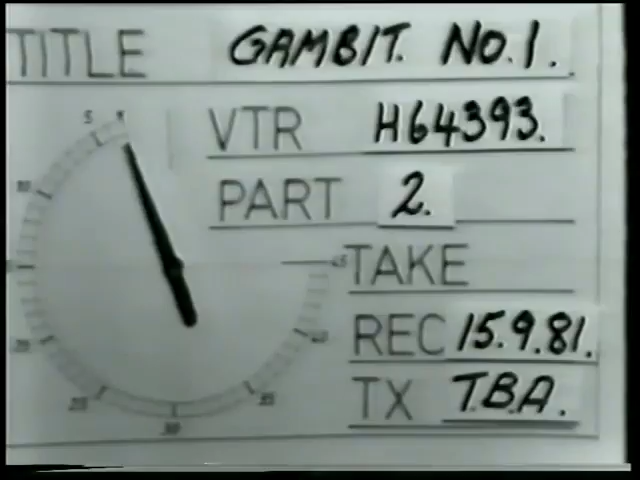 TITLE GAMBIT. NO.1.
VTR H64393.
PART 2.
TAKE
REC 15.9.81.
TX T.B.A.